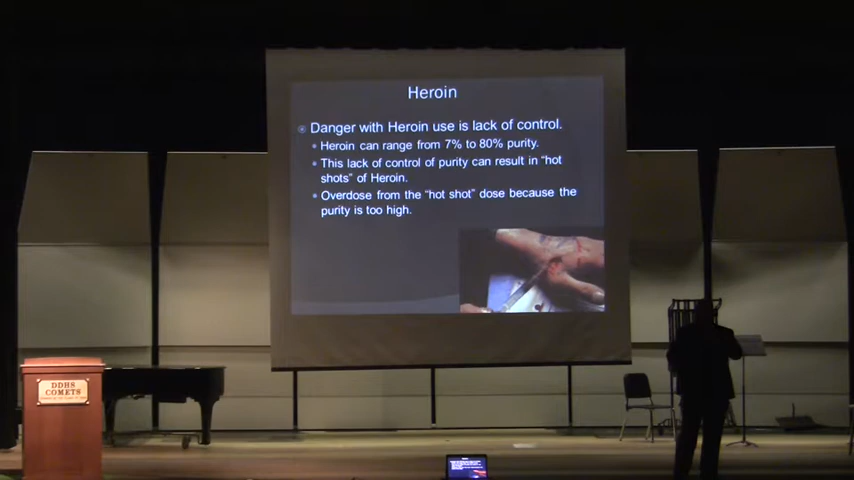 Heroin
Danger with Heroin use is lack of control.
Heroin can range from 7% to 80% purity.
This lack of control of purity can result in “hot
shots” of Heroin.
Overdose from the “hot shot” dose because the
purity is too high.
DDHS
COMETS